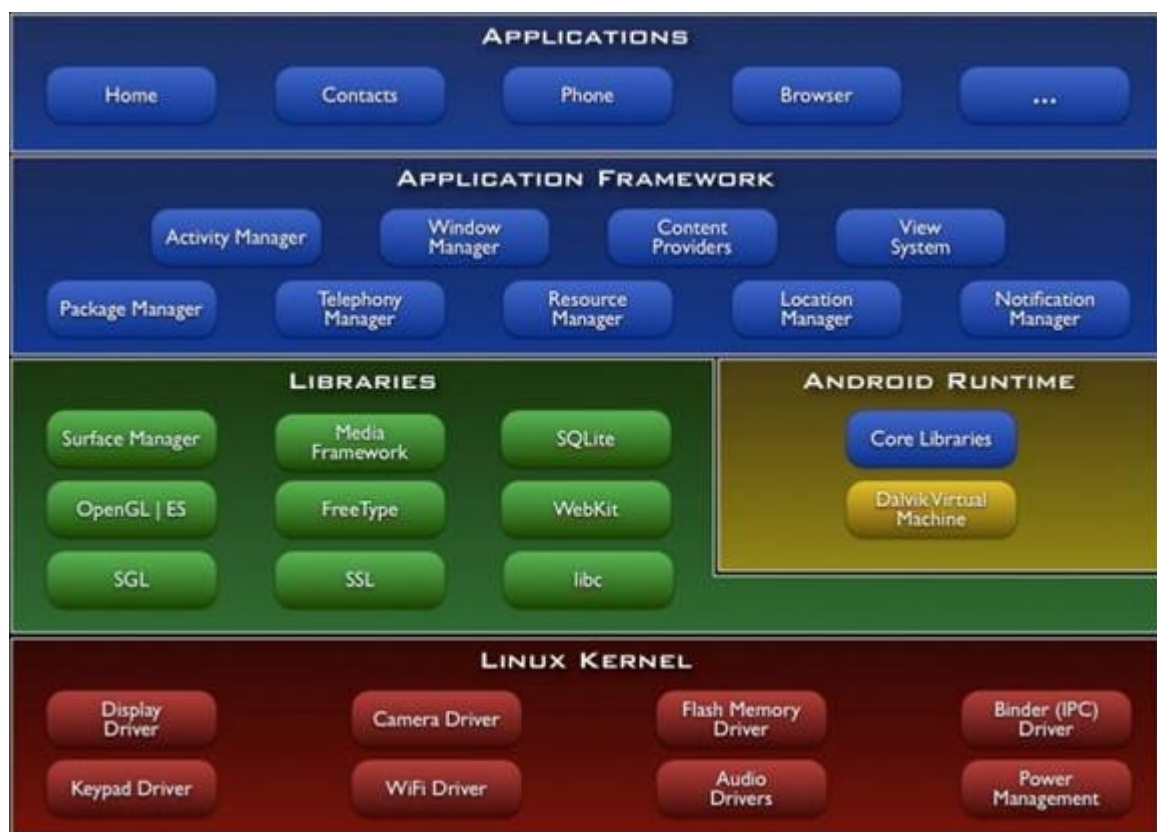 APPLICATIONS
Home
Contacts
Phone
Browser
...
APPLICATION FRAMEWORK
Activity Manager
Window
Manager
Content
Providers
View
System
Package Manager
Telephony
Manager
Resource
Manager
Location
Manager
Notification
Manager
LIBRARIES
Surface Manager
Media
Framework
SQLite
OpenGL | ES
FreeType
WebKit
SGL
SSL
libc
ANDROID RUNTIME
Core Libraries
Dalvik Virtual
Machine
LINUX KERNEL
Display
Driver
Camera Driver
Flash Memory
Driver
Binder (IPC)
Driver
Keypad Driver
WiFi Driver
Audio
Drivers
Power
Management